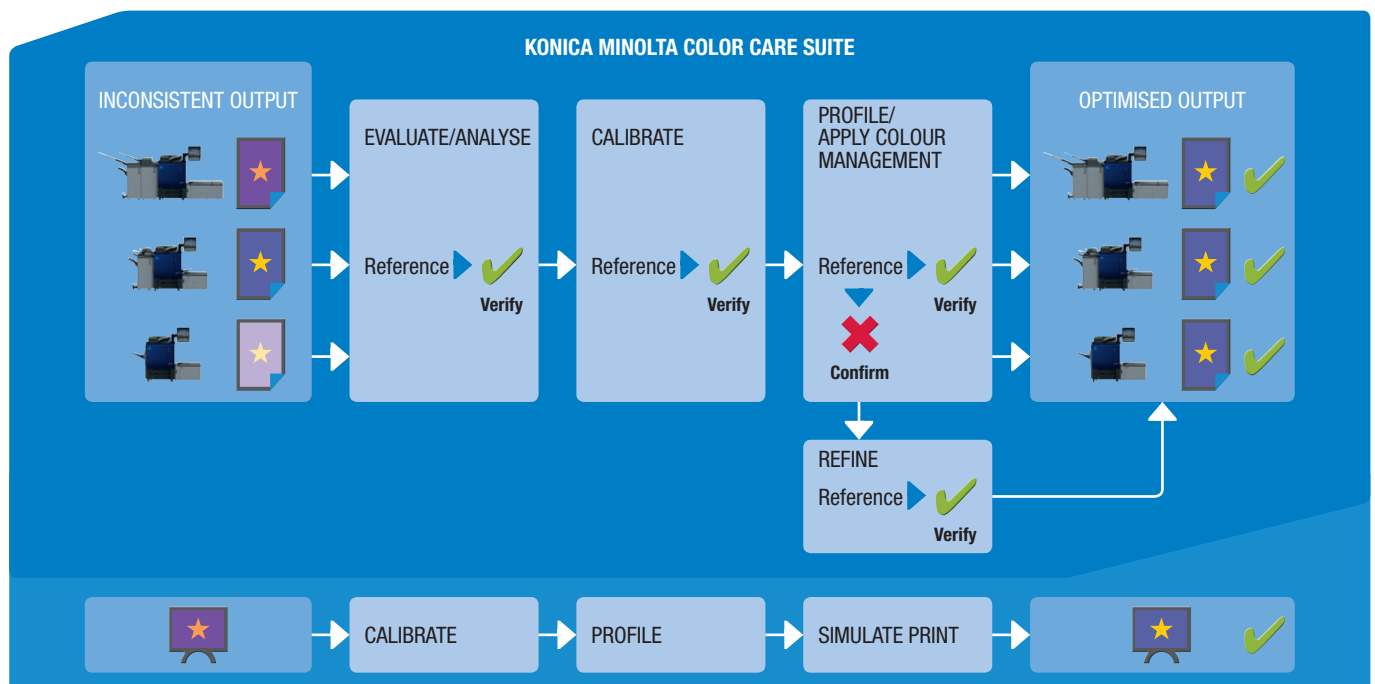 KONICA MINOLTA COLOR CARE SUITE
INCONSISTENT OUTPUT
EVALUATE/ANALYSE
Reference
Verify
CALIBRATE
Reference
Verify
PROFILE/
APPLY COLOUR
MANAGEMENT
Reference
Verify
Confirm
REFINE
Reference
Verify
OPTIMISED OUTPUT
CALIBRATE
PROFILE
SIMULATE PRINT